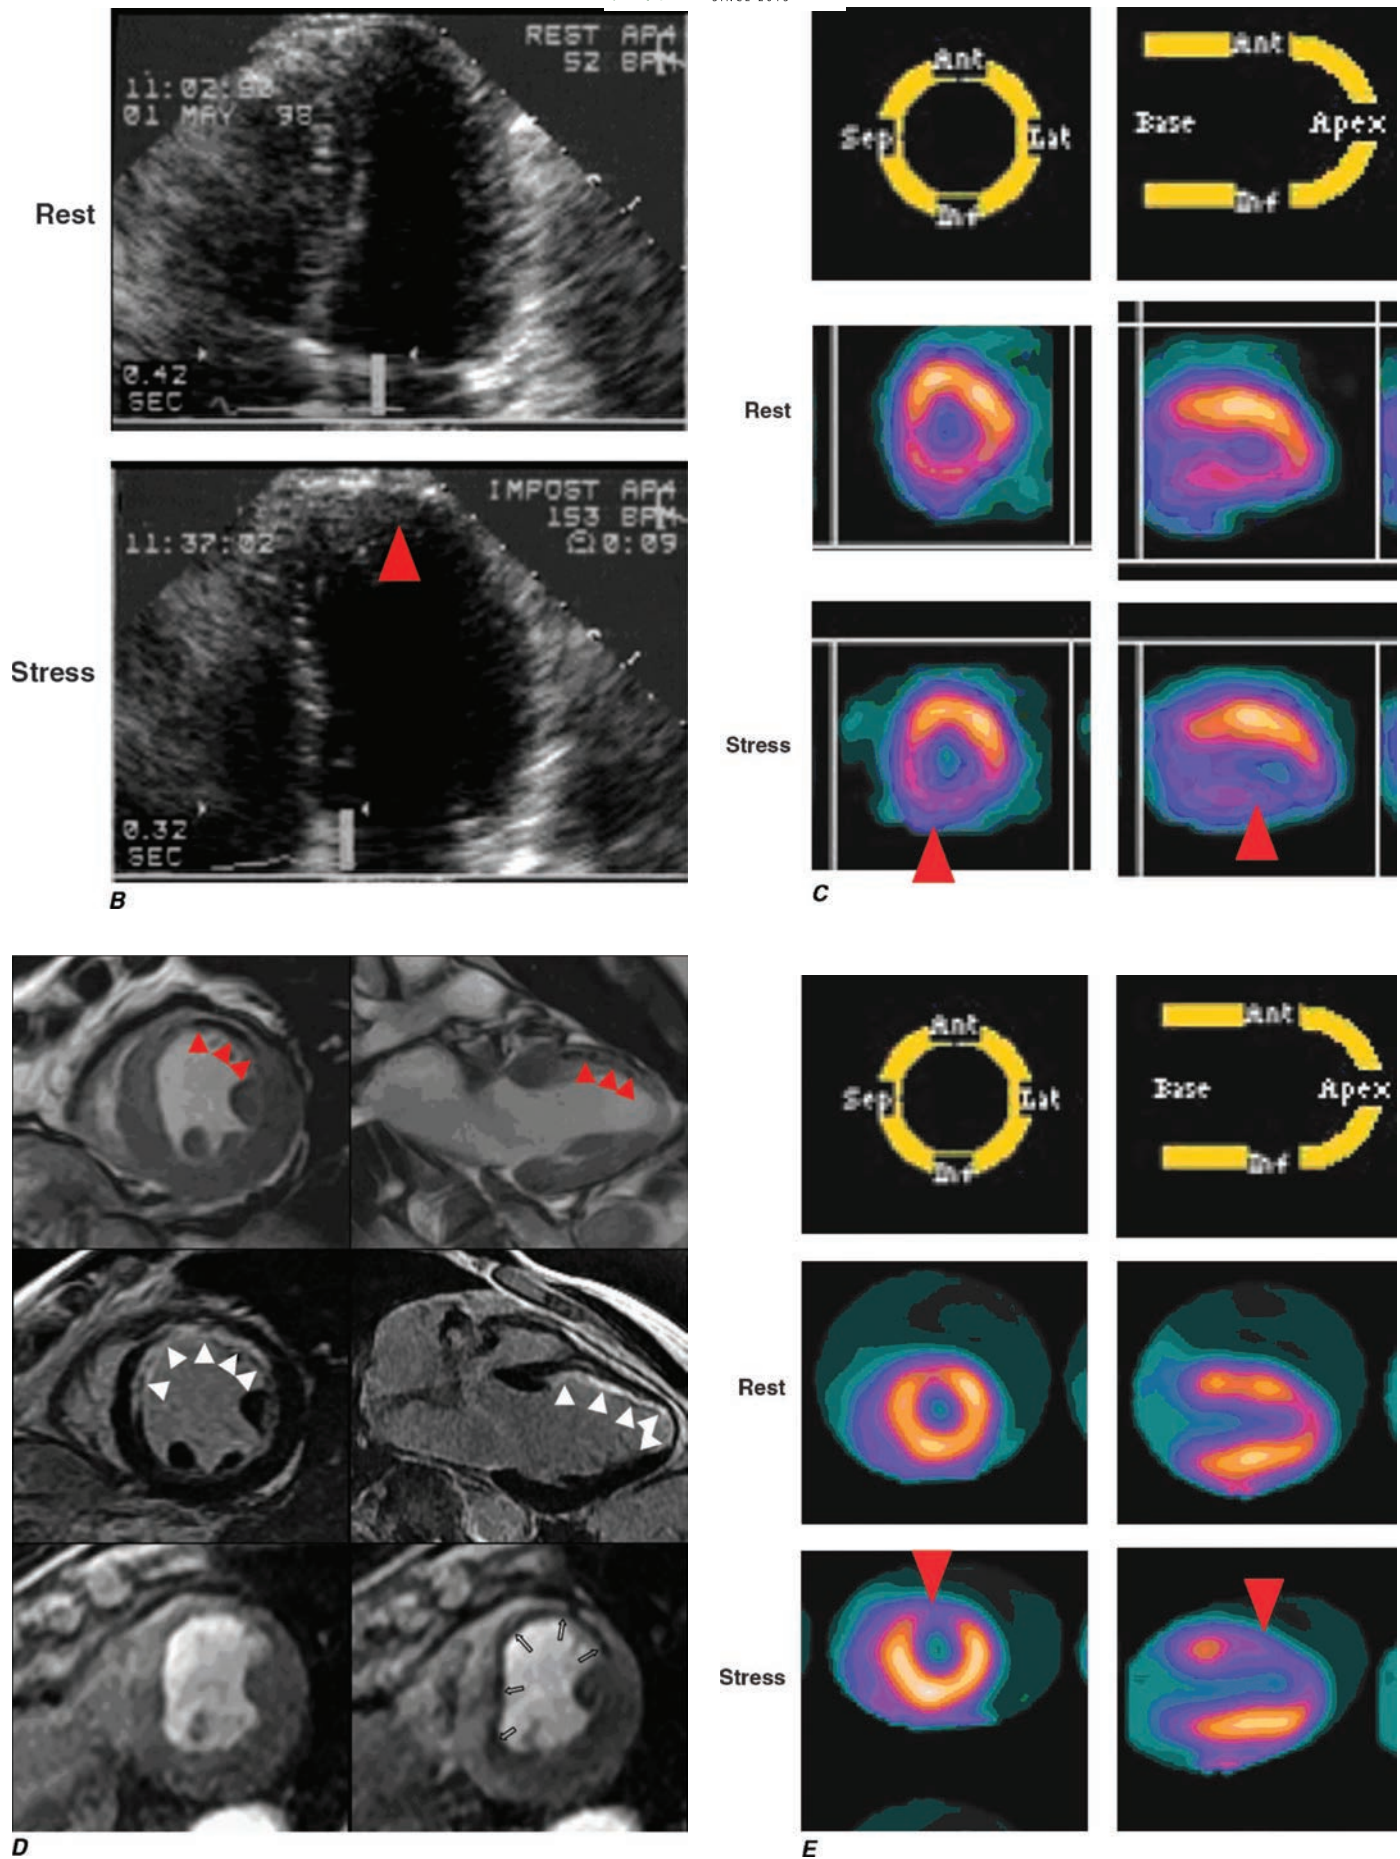 REST AP4
52 BPM
01 MAY 98
Rest
0.42
SEC
IMPOST AP4
153 BPM
11:37:02
0:09
Stress
0.32
SEC
B
Ant
Sep
Lat
Inf
Ant
Base
Apex
Inf
Rest
Stress
C
D
Ant
Sep
Lat
Inf
Ant
Base
Apex
Inf
Rest
Stress
E